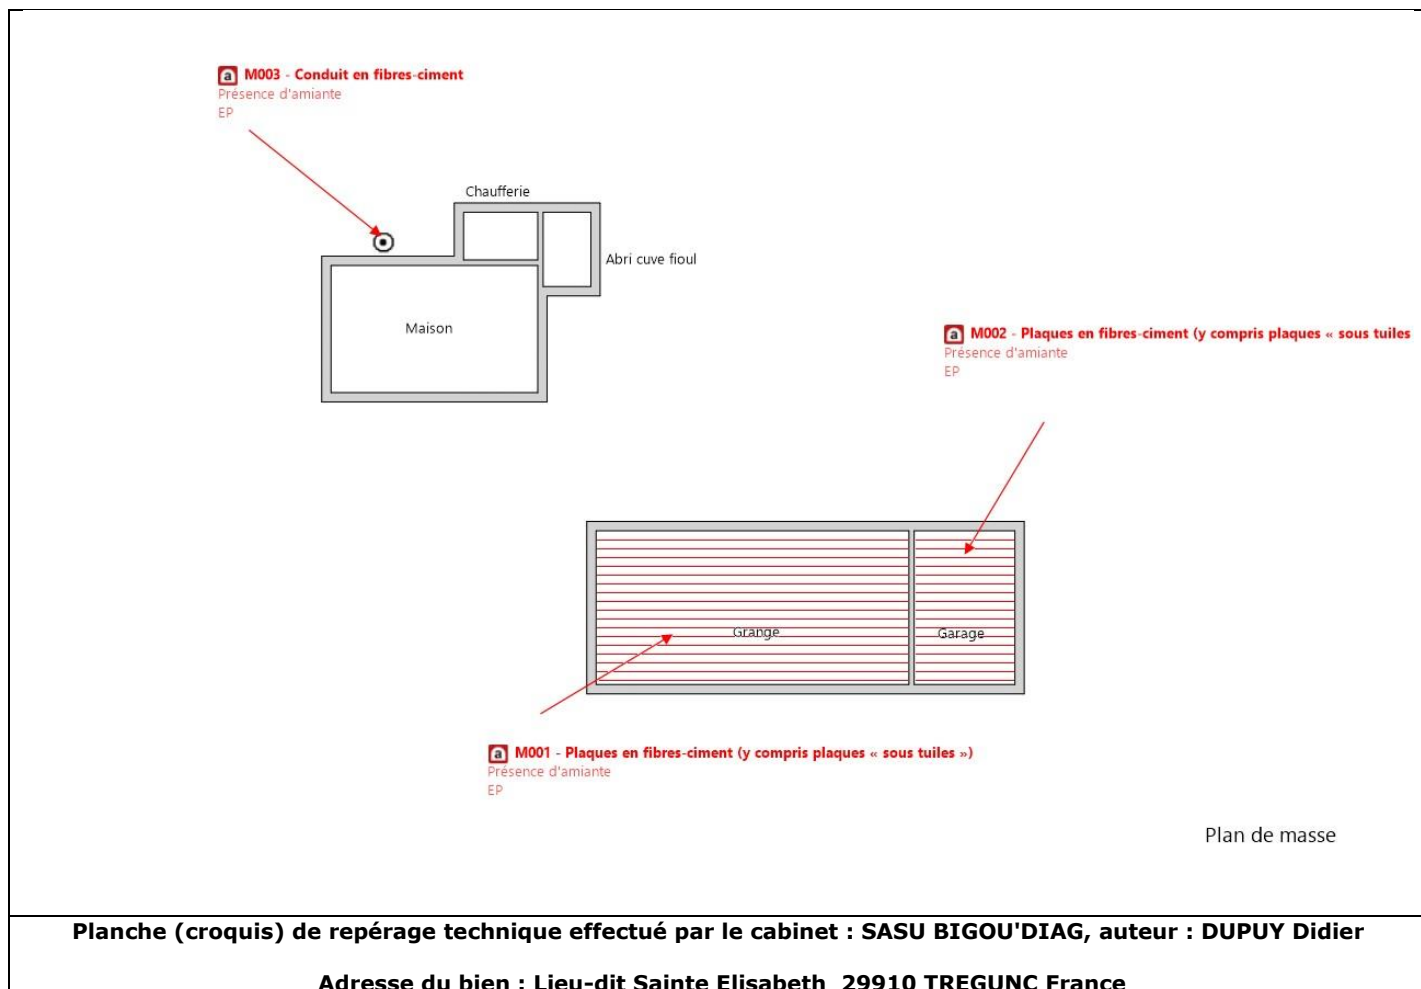 a M003 - Conduit en fibres-ciment
Présence d'amiante
EP
Chaufferie
Abri cuve fioul
Maison
a M002 - Plaques en fibres-ciment (y compris plaques « sous tuiles
Présence d'amiante
EP
Grange
Garage
a M001 - Plaques en fibres-ciment (y compris plaques « sous tuiles »)
Présence d'amiante
EP
Plan de masse
Planche (croquis) de repérage technique effectué par le cabinet : SASU BIGOU'DIAG, auteur : DUPUY Didier
Adresse du bien : Lieu-dit Sainte Elisabeth 29910 TREGUNC France